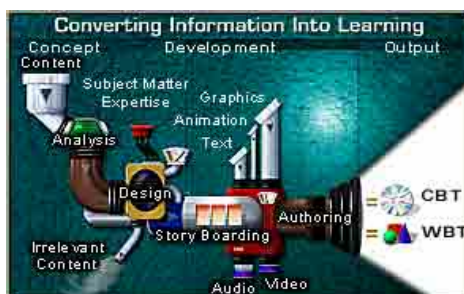 Converting Information Into Learning
Concept
Development
Output
Content
Subject Matter
Expertise
Graphics
Animation
Text
Analysis
Design
Story Boarding
Authoring
= CBT
= WBT
Irrelevant
Content
Audio
Video